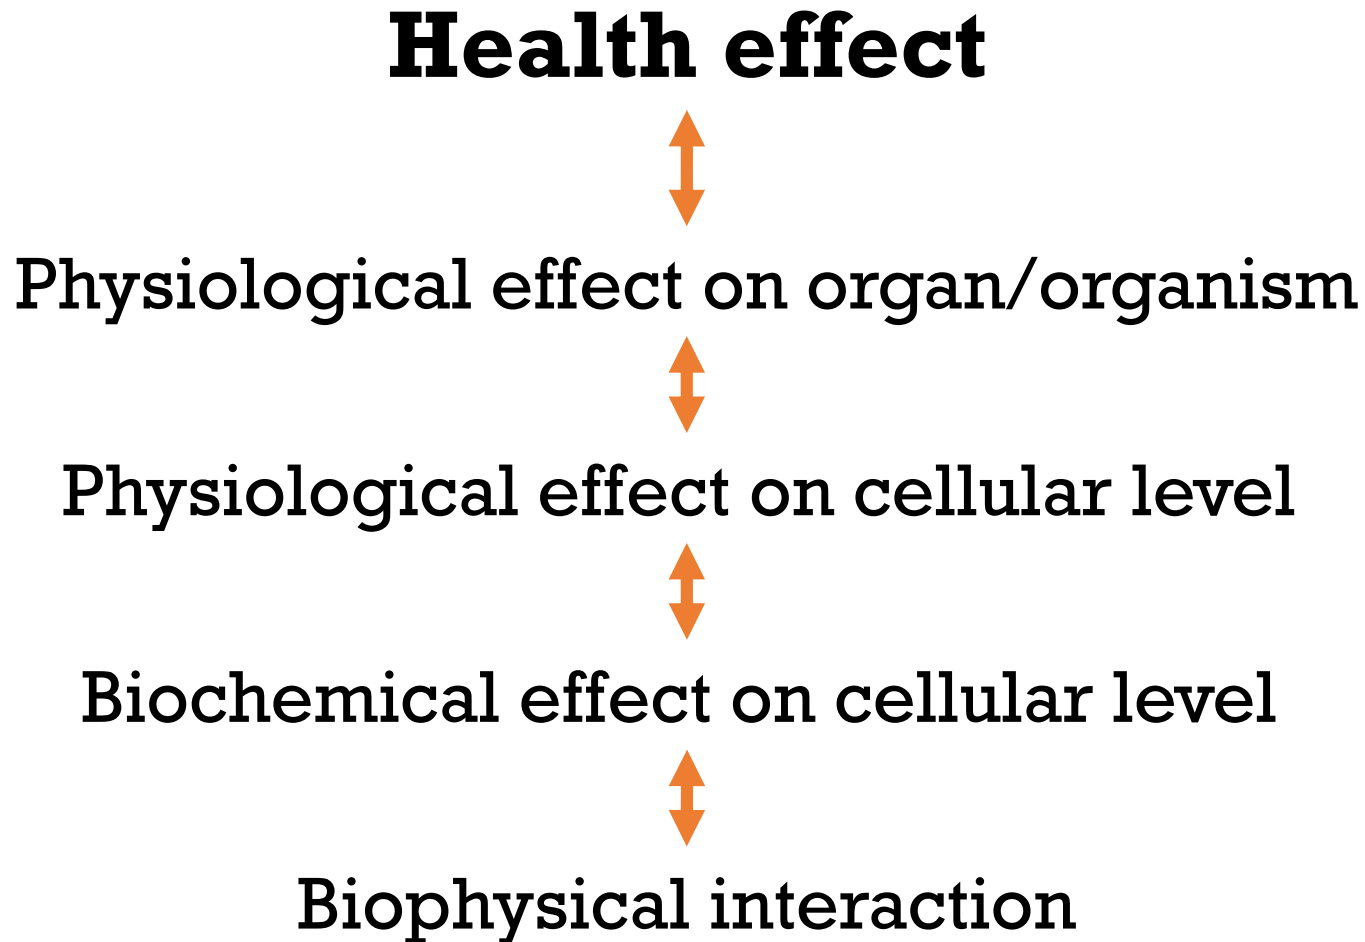 Health effect
Physiological effect on organ/organism
Physiological effect on cellular level
Biochemical effect on cellular level
Biophysical interaction